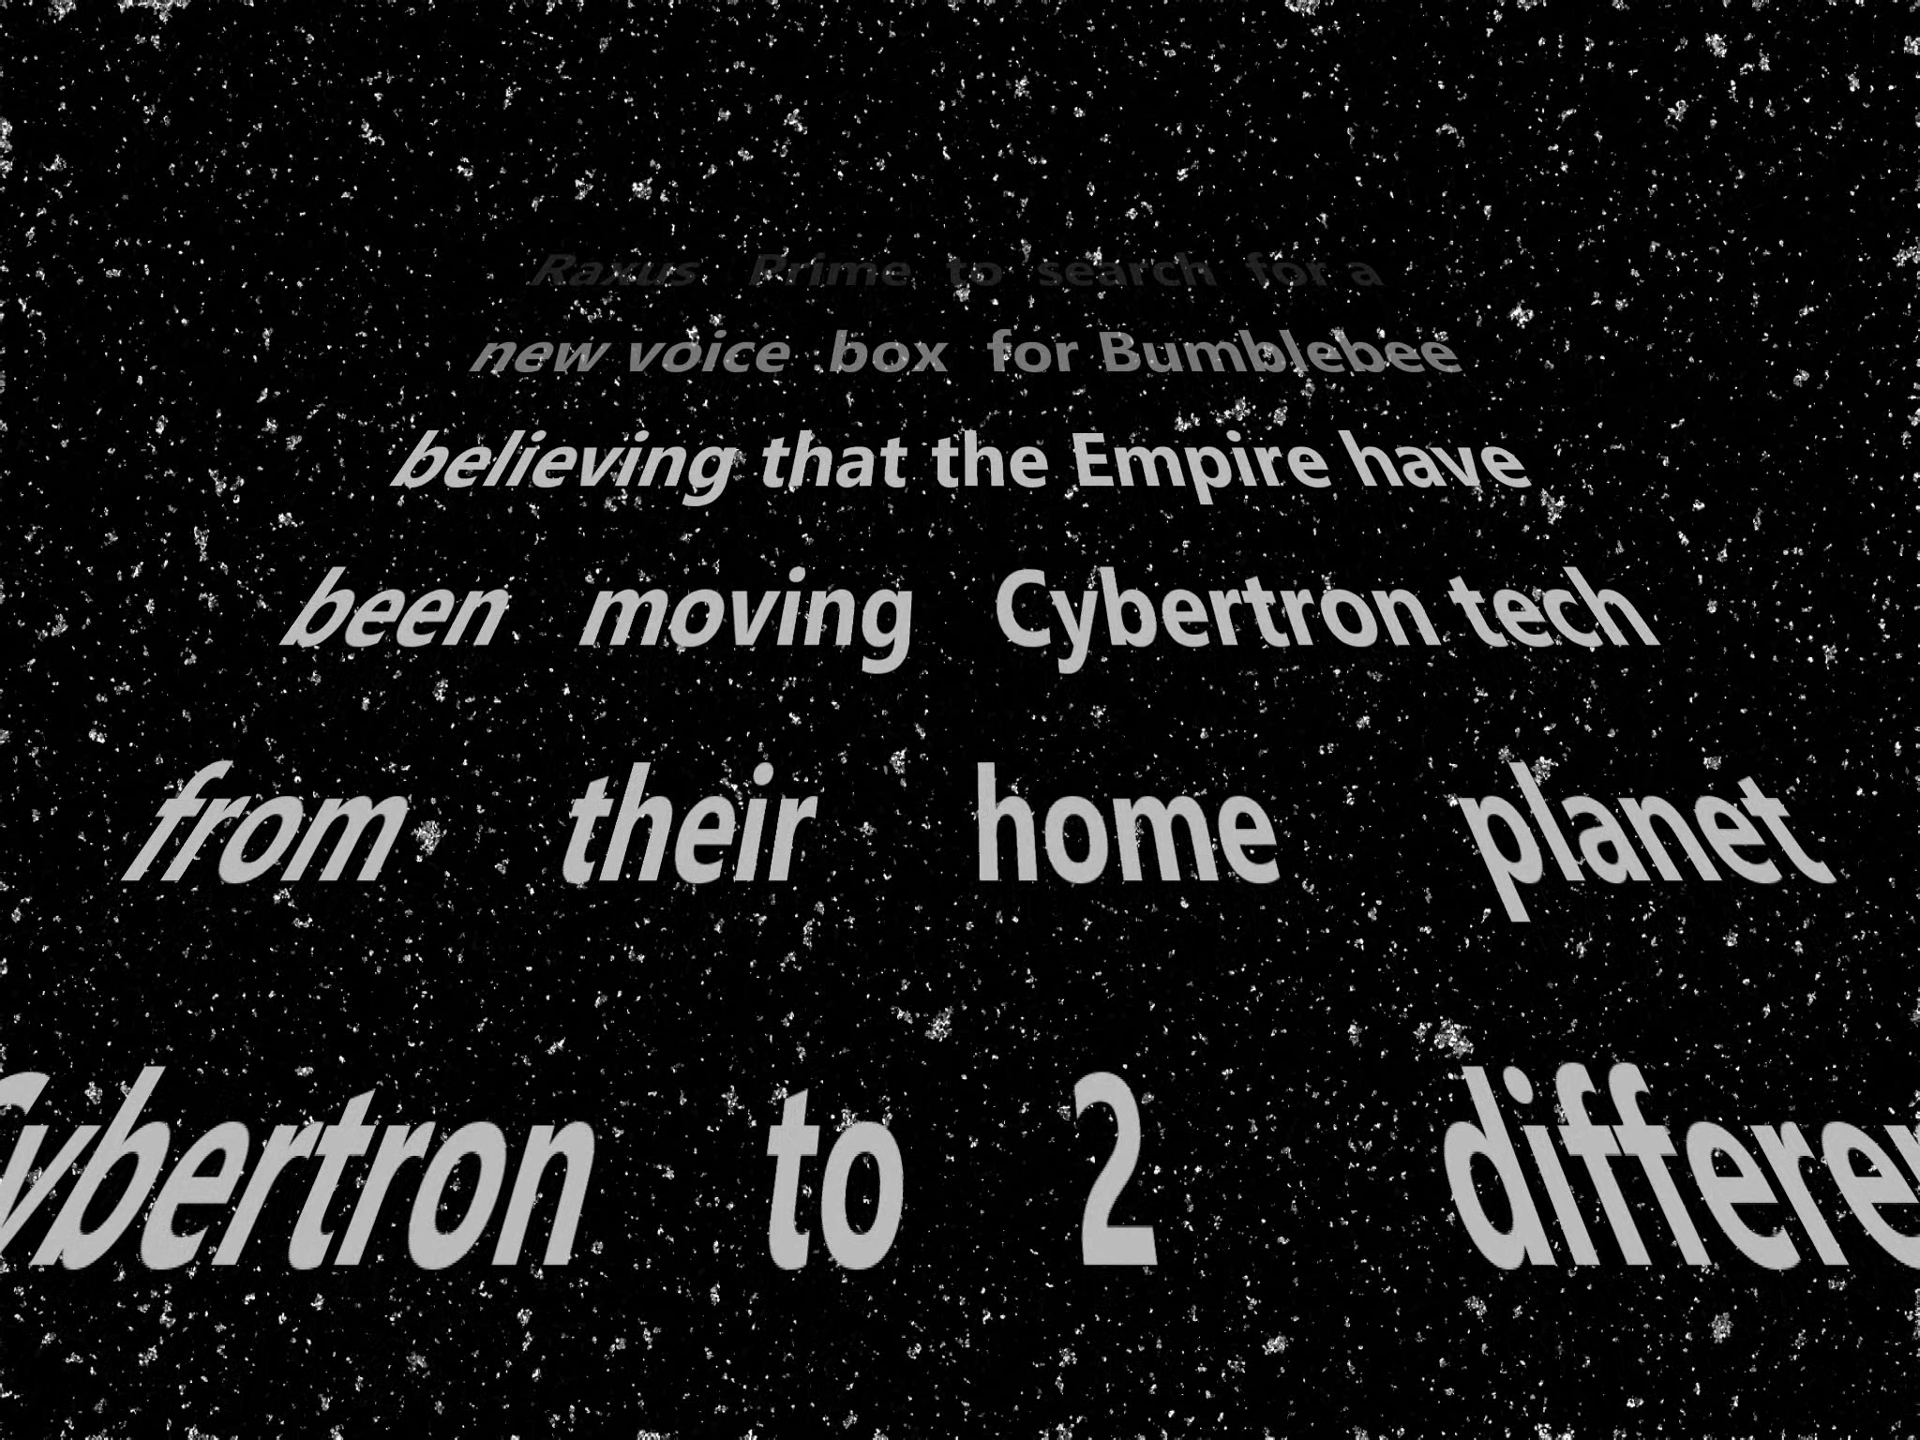 Raxus Prime to search for a
new voice box for Bumblebee
believing that the Empire have
been moving Cybertron tech
from their home planet
Cybertron to 2